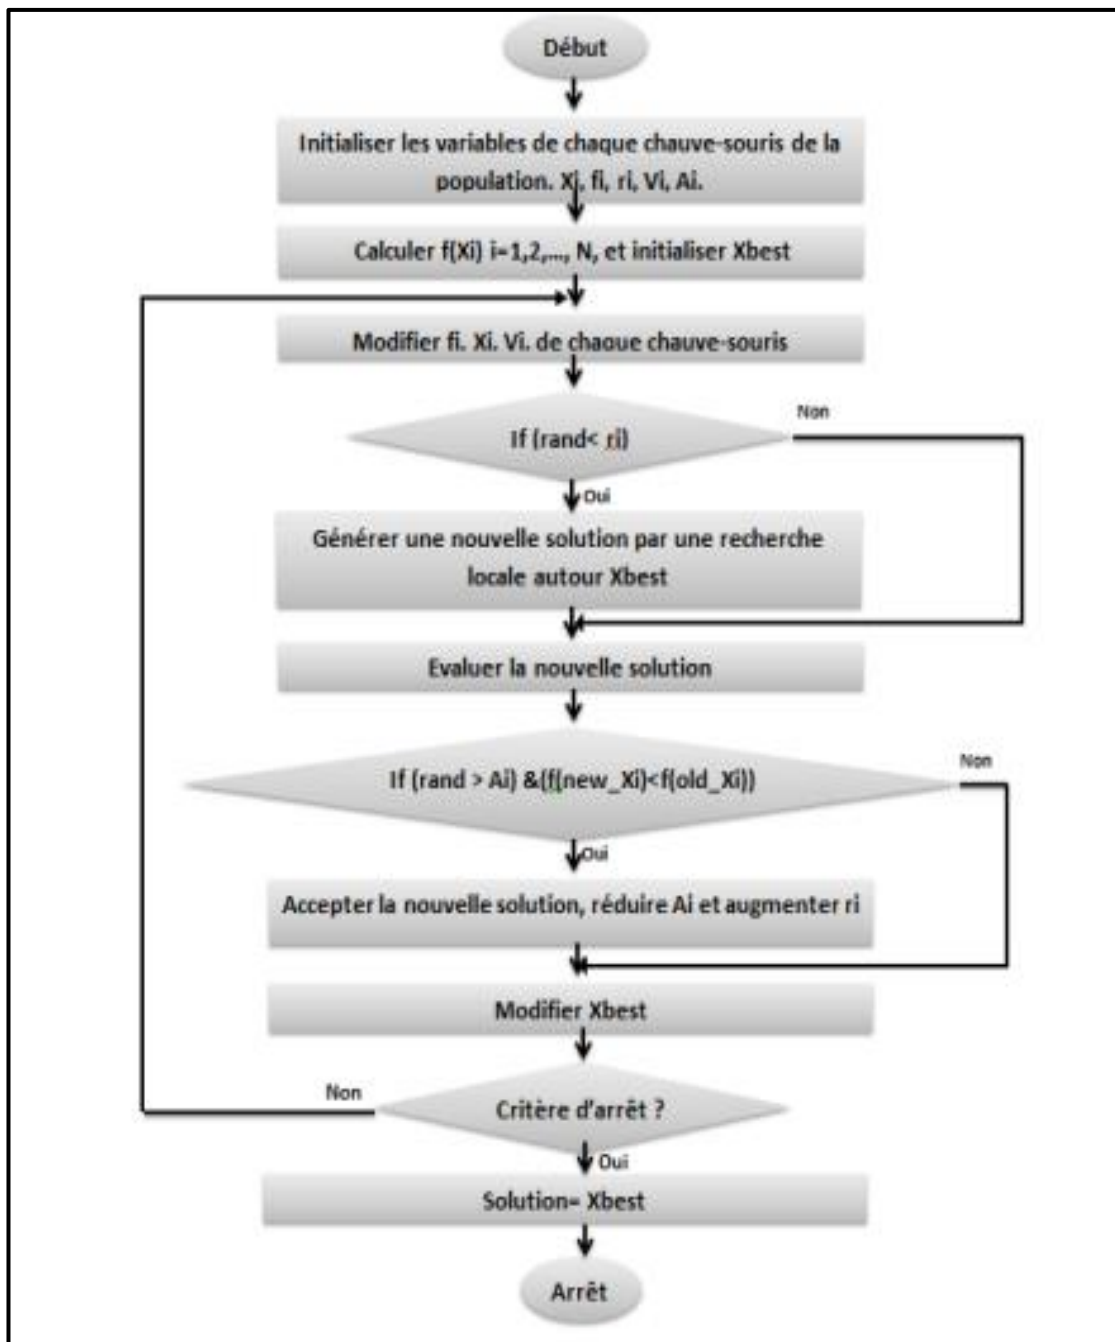 Début
Initialiser les variables de chaque chauve-souris de la
population. Xi, fi, ri, Vi, Ai.
Calculer f(Xi) i=1,2,..., N, et initialiser Xbest
Modifier fi. Xi. Vi. de chaque chauve-souris
Non
If (rand< ri)
Oui
Générer une nouvelle solution par une recherche
locale autour Xbest
Evaluer la nouvelle solution
Non
If (rand > Ai) &(f(new_Xi)<f(old_Xi))
Oui
Accepter la nouvelle solution, réduire Ai et augmenter ri
Modifier Xbest
Non
Critère d'arrêt ?
Oui
Solution= Xbest
Arrêt